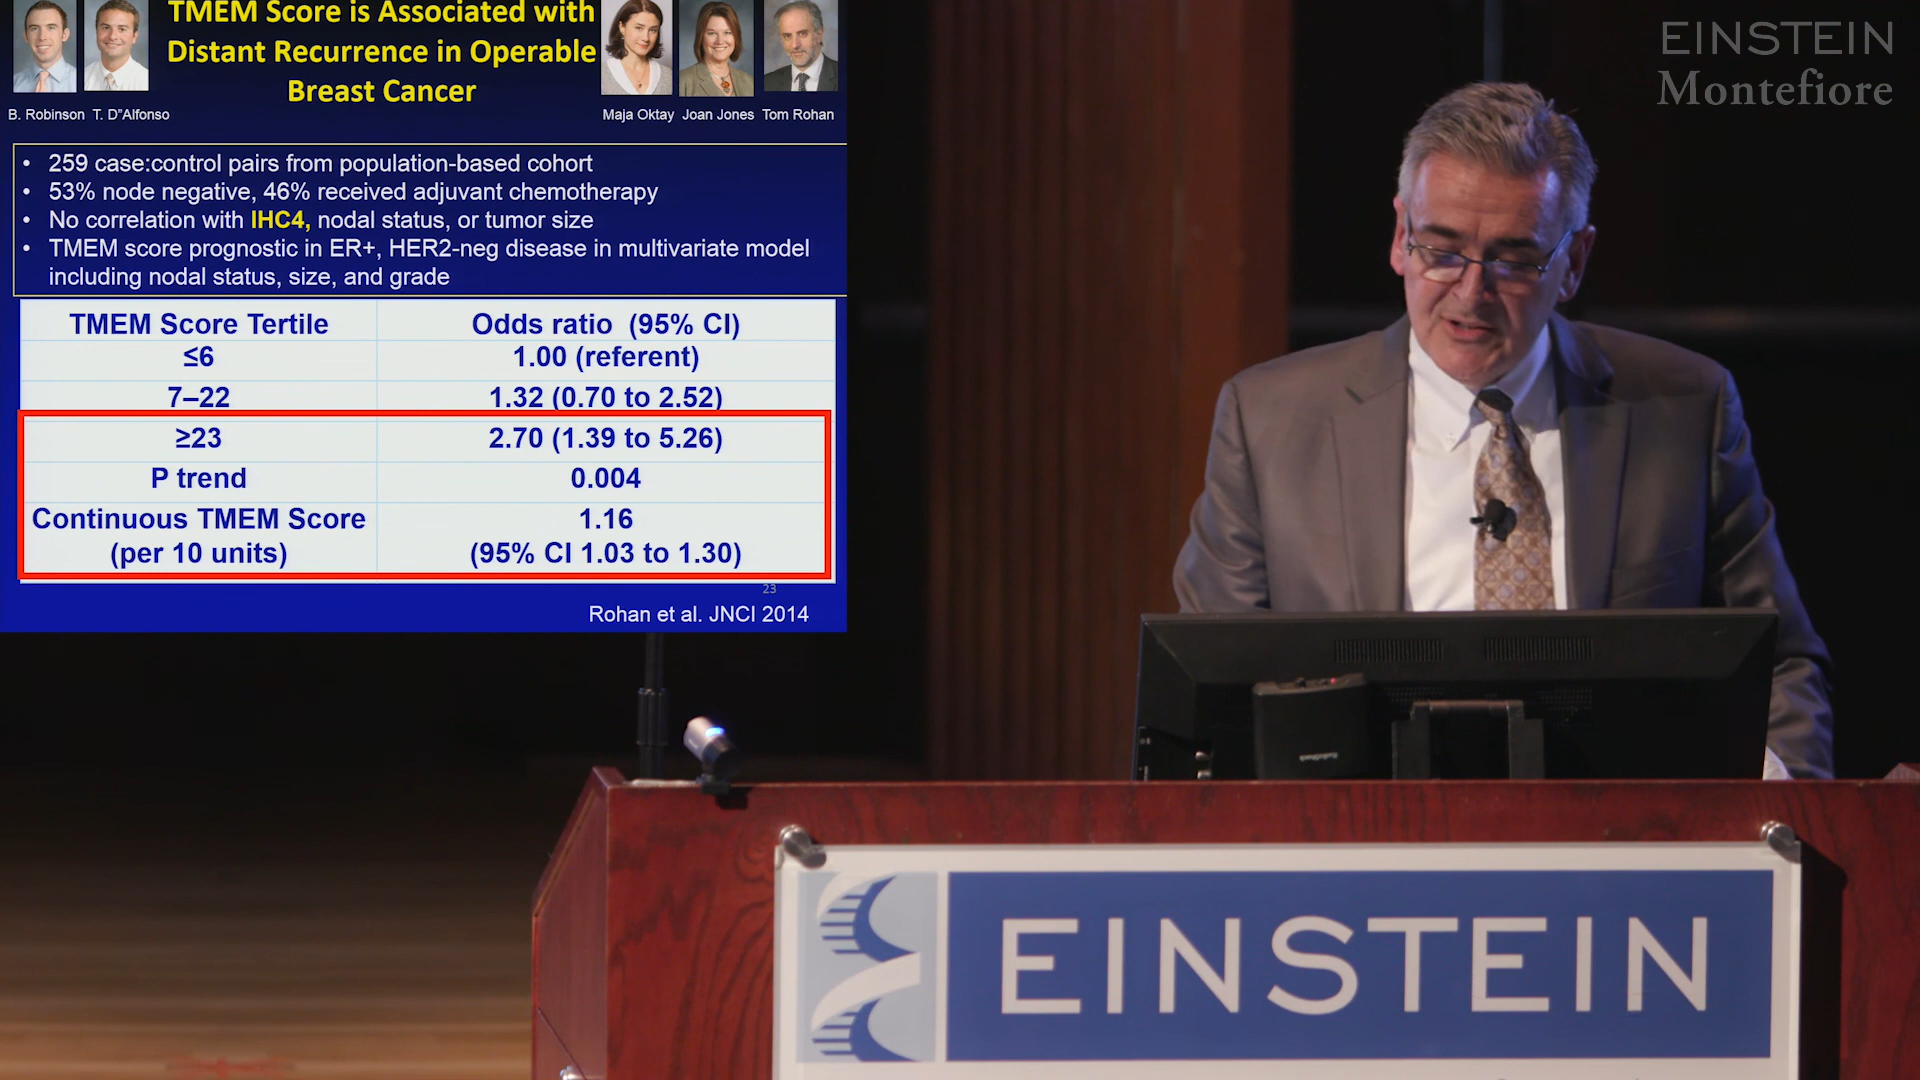 TMEM Score is Associated with
Distant Recurrence in Operable
Breast Cancer
B. Robinson T. D"Alfonso
Maja Oktay Joan Jones Tom Rohan
• 259 case:control pairs from population-based cohort
• 53% node negative, 46% received adjuvant chemotherapy
• No correlation with IHC4, nodal status, or tumor size
• TMEM score prognostic in ER+, HER2-neg disease in multivariate model
including nodal status, size, and grade
TMEM Score Tertile Odds ratio (95% CI)
≤6 1.00 (referent)
7–22 1.32 (0.70 to 2.52)
≥23 2.70 (1.39 to 5.26)
P trend 0.004
Continuous TMEM Score 1.16
(per 10 units) (95% CI 1.03 to 1.30)
23
Rohan et al. JNCI 2014
EINSTEIN
Montefiore
EINSTEIN